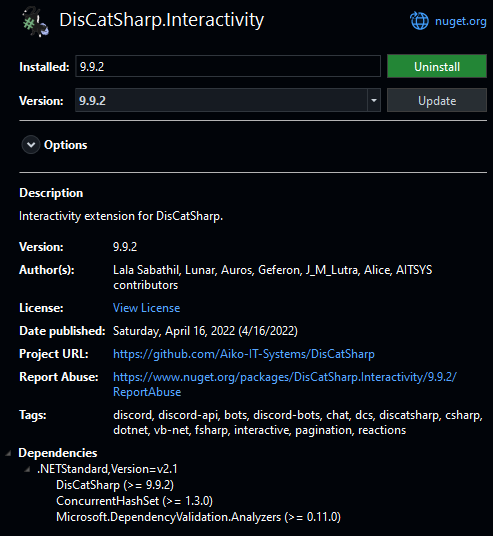 DisCatSharp.Interactivity
nuget.org
Installed: 9.9.2 Uninstall
Version: 9.9.2 Update
Options
Description
Interactivity extension for DisCatSharp.
Version: 9.9.2
Author(s): Lala Sabathil, Lunar, Auros, Geferon, J_M_Lutra, Alice, AITSYS
contributors
License: View License
Date published: Saturday, April 16, 2022 (4/16/2022)
Project URL: https://github.com/Aiko-IT-Systems/DisCatSharp
Report Abuse: https://www.nuget.org/packages/DisCatSharp.Interactivity/9.9.2/
ReportAbuse
Tags: discord, discord-api, bots, discord-bots, chat, dcs, discatsharp, csharp,
dotnet, vb-net, fsharp, interactive, pagination, reactions
Dependencies
.NETStandard,Version=v2.1
DisCatSharp (>= 9.9.2)
ConcurrentHashSet (>= 1.3.0)
Microsoft.DependencyValidation.Analyzers (>= 0.11.0)